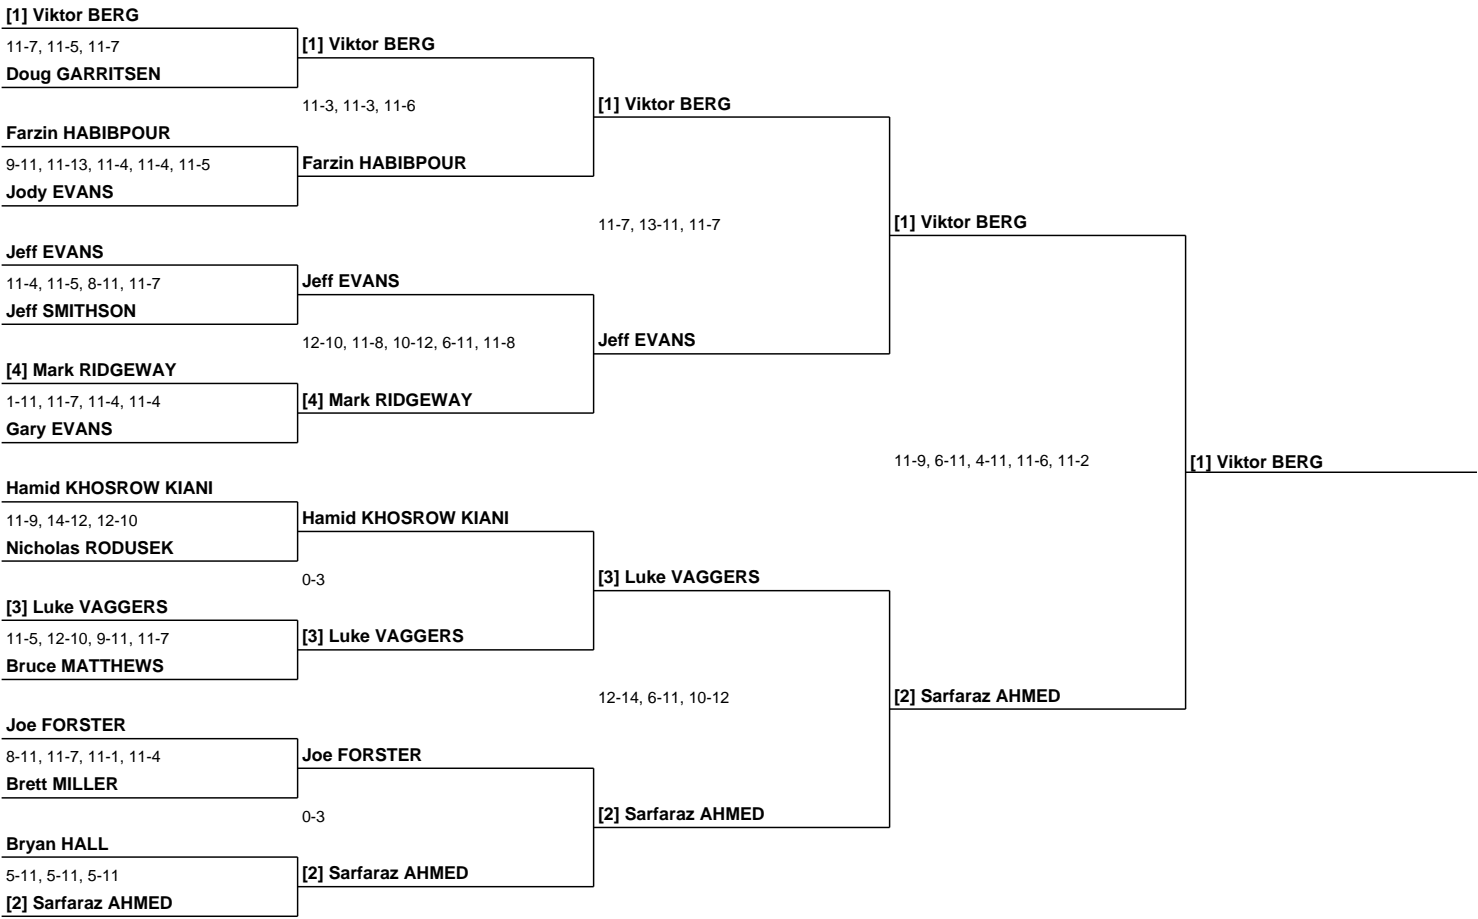 [1] Viktor BERG
11-7, 11-5, 11-7
Doug GARRITSEN
Farzin HABIBPOUR
9-11, 11-13, 11-4, 11-4, 11-5
Jody EVANS
Jeff EVANS
11-4, 11-5, 8-11, 11-7
Jeff SMITHSON
[4] Mark RIDGEWAY
1-11, 11-7, 11-4, 11-4
Gary EVANS
Hamid KHOSROW KIANI
11-9, 14-12, 12-10
Nicholas RODUSEK
[3] Luke VAGGERS
11-5, 12-10, 9-11, 11-7
Bruce MATTHEWS
Joe FORSTER
8-11, 11-7, 11-1, 11-4
Brett MILLER
Bryan HALL
5-11, 5-11, 5-11
[2] Sarfaraz AHMED
[1] Viktor BERG
11-3, 11-3, 11-6
Farzin HABIBPOUR
Jeff EVANS
12-10, 11-8, 10-12, 6-11, 11-8
[4] Mark RIDGEWAY
Hamid KHOSROW KIANI
0-3
[3] Luke VAGGERS
Joe FORSTER
0-3
[2] Sarfaraz AHMED
[1] Viktor BERG
11-7, 13-11, 11-7
Jeff EVANS
[3] Luke VAGGERS
12-14, 6-11, 10-12
[2] Sarfaraz AHMED
[1] Viktor BERG
11-9, 6-11, 4-11, 11-6, 11-2
[2] Sarfaraz AHMED
[1] Viktor BERG